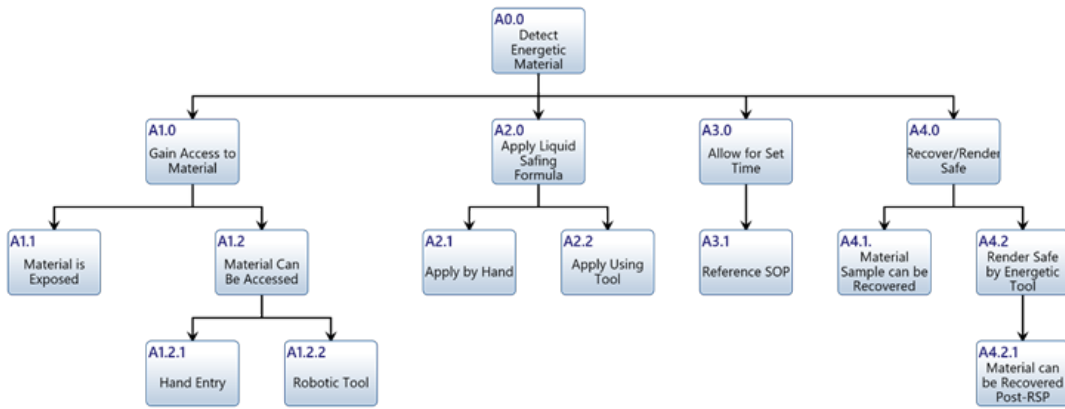 A0.0
Detect
Energetic
Material
A1.0
Gain Access to
Material
A2.0
Apply Liquid
Safing
Formula
A3.0
Allow for Set
Time
A4.0
Recover/Render
Safe
A1.1
Material is
Exposed
A1.2
Material Can
Be Accessed
A2.1
Apply by Hand
A2.2
Apply Using
Tool
A3.1
Reference SOP
A4.1.
Material
Sample can be
Recovered
A4.2
Render Safe
by Energetic
Tool
A1.2.1
Hand Entry
A1.2.2
Robotic Tool
A4.2.1
Material can
be Recovered
Post-RSP